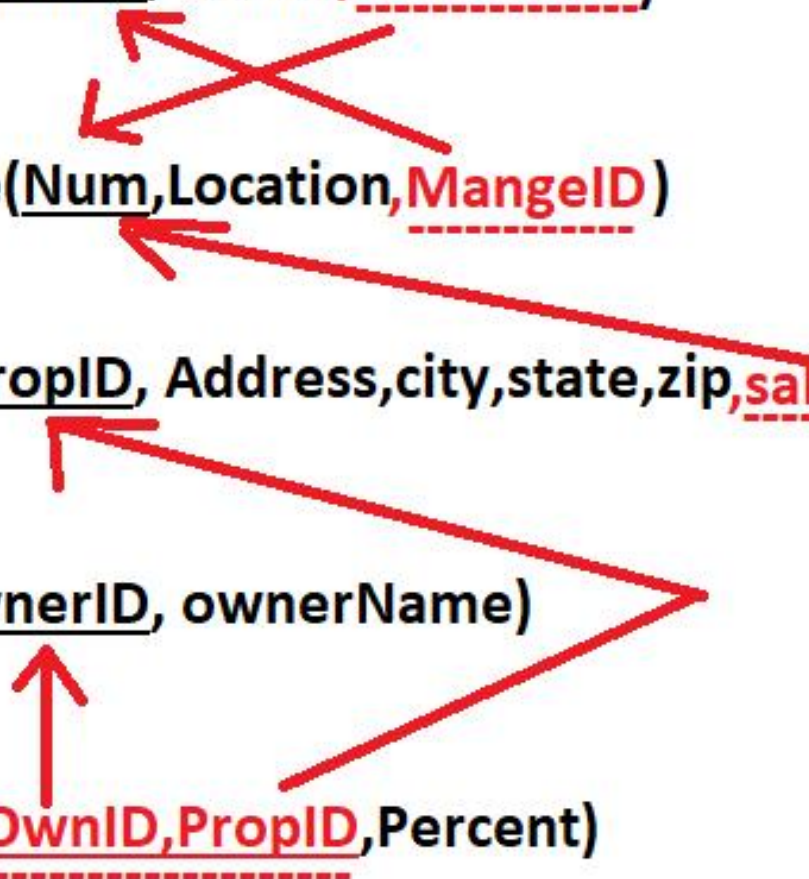 (Num,Location,MangeID)
ropID, Address,city,state,zip,sal
nerID, ownerName)
OwnID,PropID,Percent)